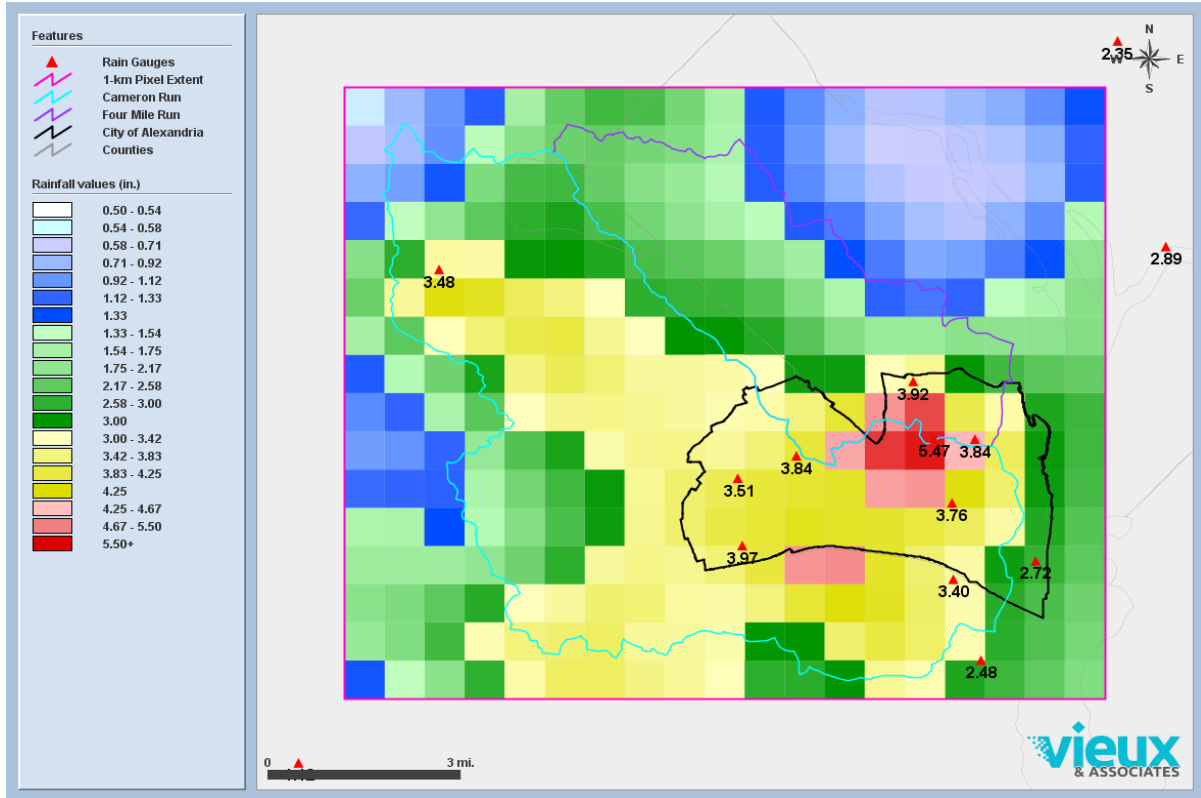 Features
Rain Gauges
1-km Pixel Extent
Cameron Run
Four Mile Run
City of Alexandria
Counties
Rainfall values (in.)
0.50 - 0.54
0.54 - 0.58
0.58 - 0.71
0.71 - 0.92
0.92 - 1.12
1.12 - 1.33
1.33
1.33 - 1.54
1.54 - 1.75
1.75 - 2.17
2.17 - 2.58
2.58 - 3.00
3.00
3.00 - 3.42
3.42 - 3.83
3.83 - 4.25
4.25
4.25 - 4.67
4.67 - 5.50
5.50+
N
2.35
W
E
S
2.89
3.48
3.92
5.47 3.84
3.84
3.51
3.76
3.97
2.72
3.40
2.48
0 3 mi.
vieux
& ASSOCIATES